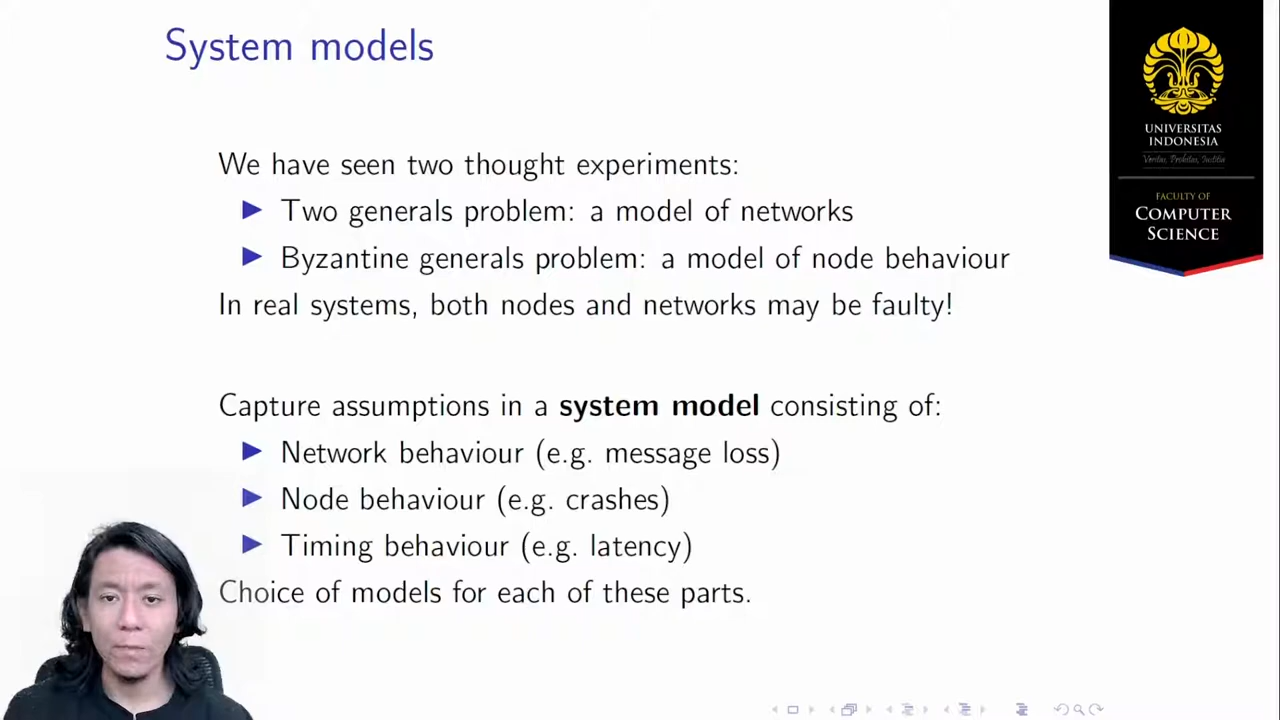 System models
We have seen two thought experiments:
Two generals problem: a model of networks
Byzantine generals problem: a model of node behaviour
In real systems, both nodes and networks may be faulty!
Capture assumptions in a system model consisting of:
Network behaviour (e.g. message loss)
Node behaviour (e.g. crashes)
Timing behaviour (e.g. latency)
Choice of models for each of these parts.
UNIVERSITAS
INDONESIA
Veritas, Probitas, Iustitia
FACULTY OF
COMPUTER
SCIENCE